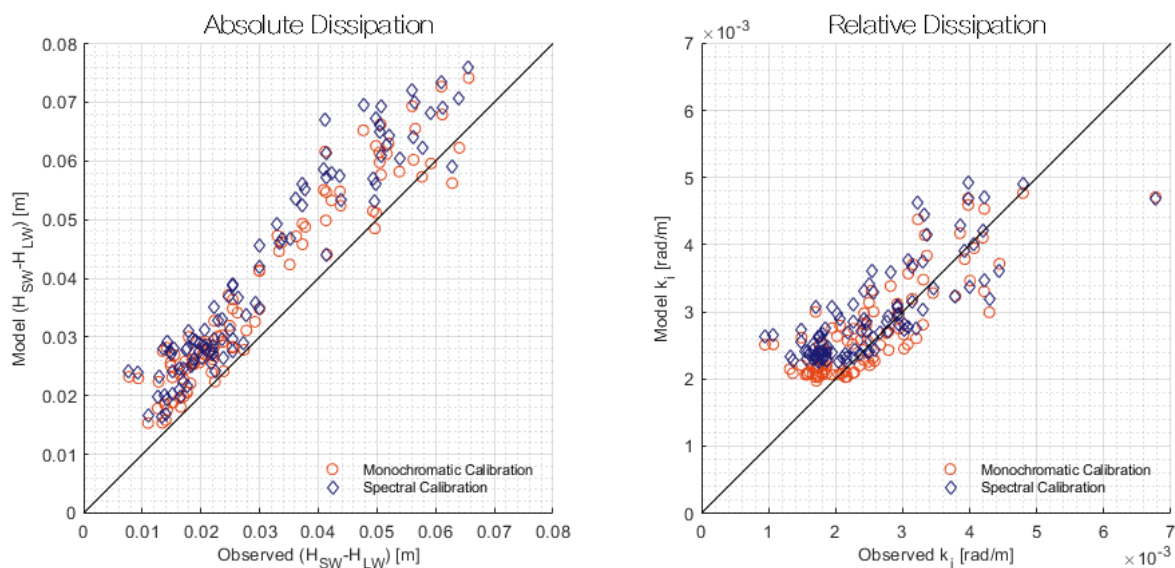 Absolute Dissipation
0.08
0.07
0.06
0.05
0.04
0.03
0.02
0.01
0
Model (H_SW-H_LW) [m]
Monochromatic Calibration
Spectral Calibration
0 0.01 0.02 0.03 0.04 0.05 0.06 0.07 0.08
Observed (H_SW-H_LW) [m]
Relative Dissipation
× 10⁻³
7
6
5
4
3
2
1
0
Model k_i [rad/m]
Monochromatic Calibration
Spectral Calibration
0 1 2 3 4 5 6 7
Observed k_i [rad/m]
× 10⁻³